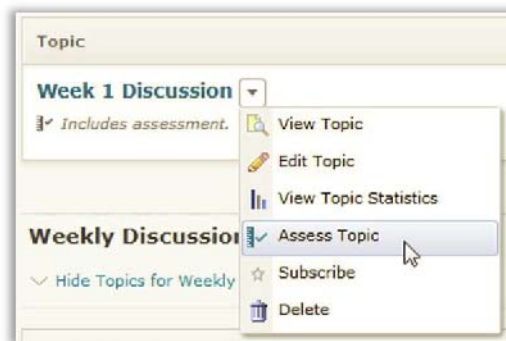 Topic
Week 1 Discussion
Includes assessment.
View Topic
Edit Topic
View Topic Statistics
Assess Topic
Weekly Discussion
Hide Topics for Weekly
Subscribe
Delete